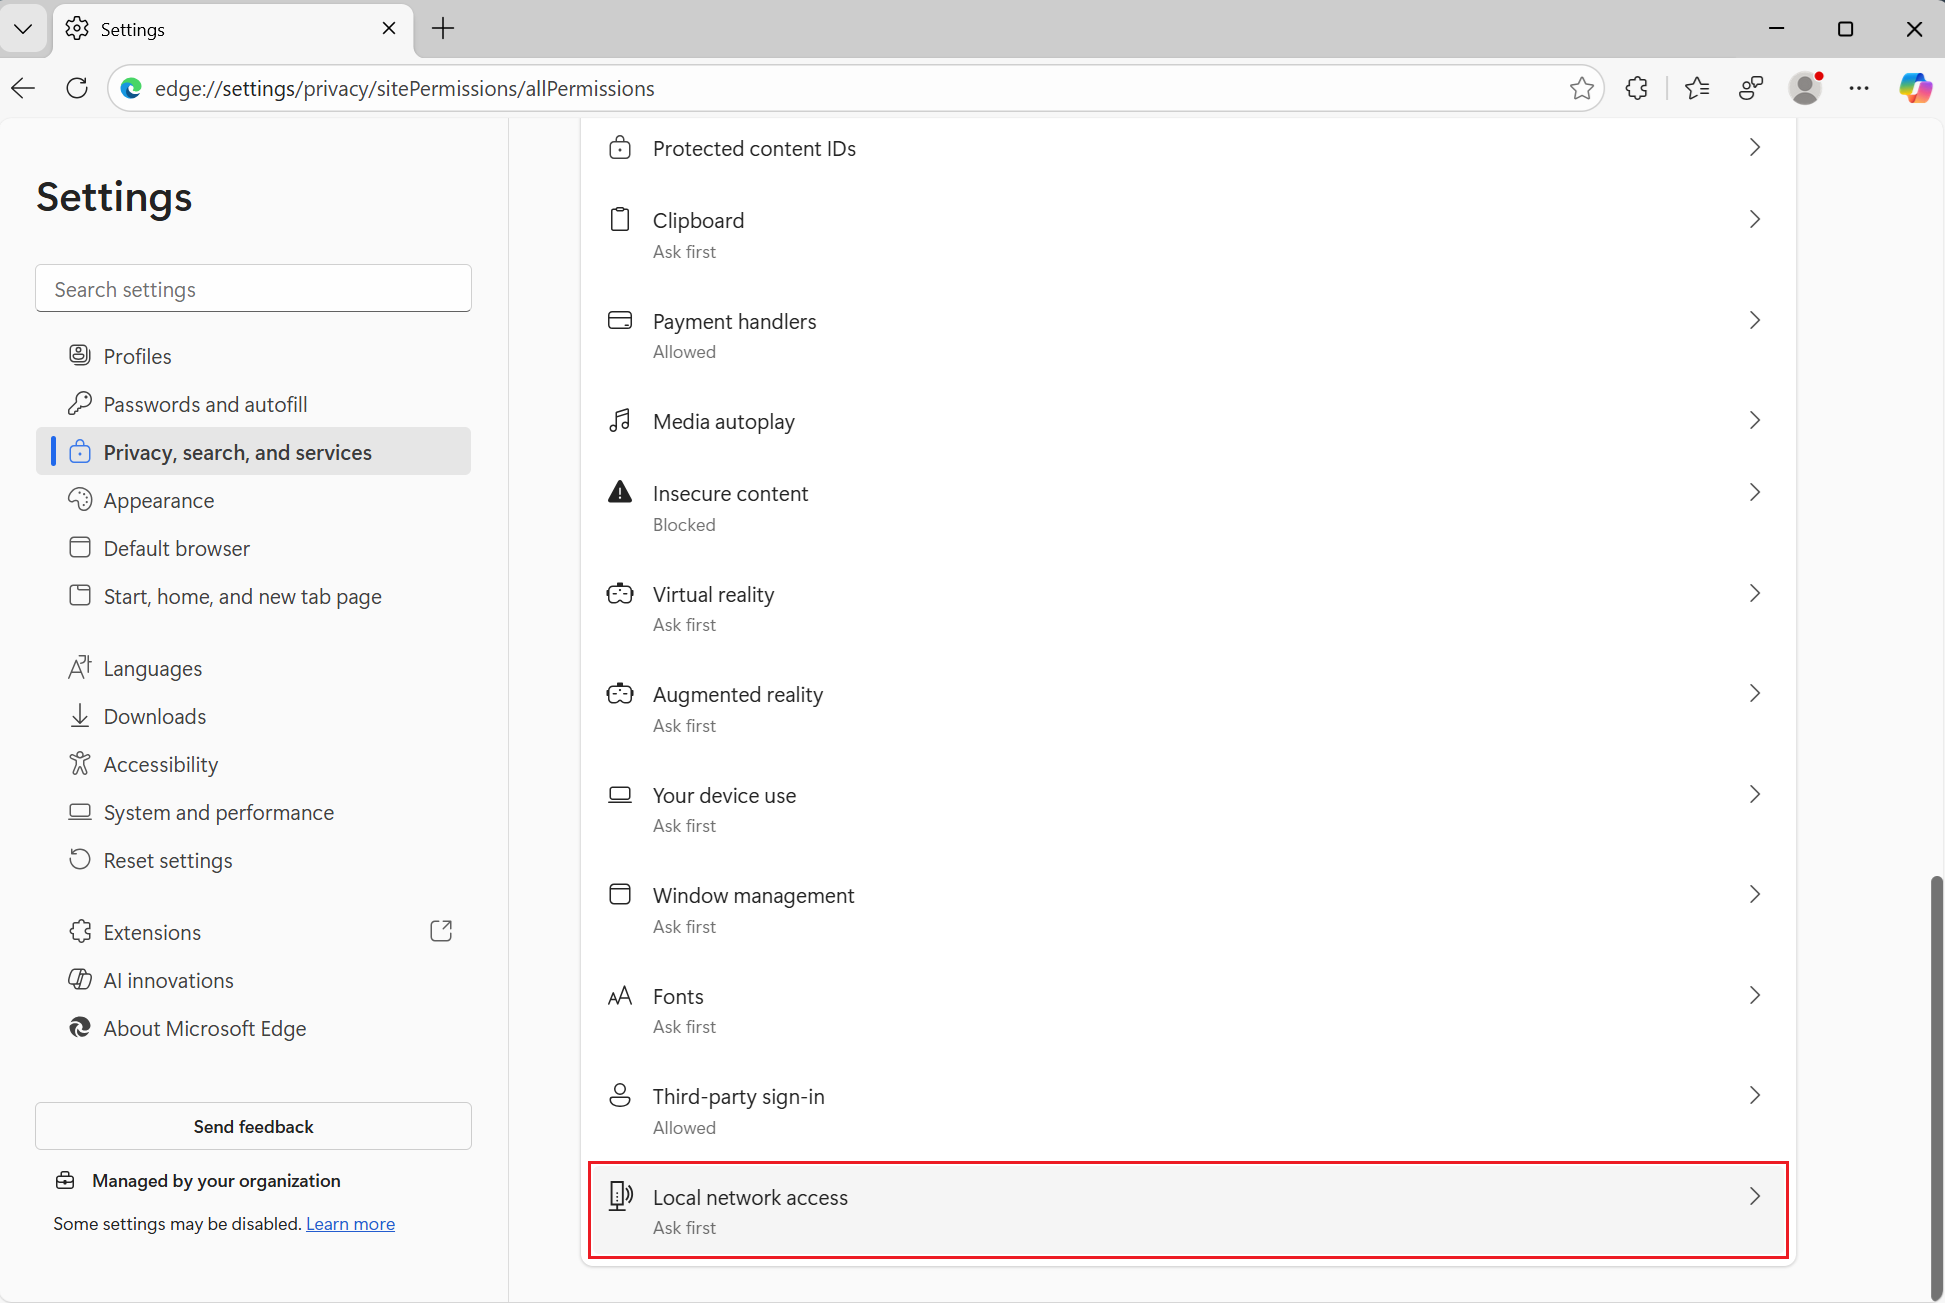 Settings
edge://settings/privacy/sitePermissions/allPermissions
Settings
Search settings
Profiles
Passwords and autofill
Privacy, search, and services
Appearance
Default browser
Start, home, and new tab page
Languages
Downloads
Accessibility
System and performance
Reset settings
Extensions
AI innovations
About Microsoft Edge
Send feedback
Managed by your organization
Some settings may be disabled. Learn more
Protected content IDs
Clipboard
Ask first
Payment handlers
Allowed
Media autoplay
Insecure content
Blocked
Virtual reality
Ask first
Augmented reality
Ask first
Your device use
Ask first
Window management
Ask first
Fonts
Ask first
Third-party sign-in
Allowed
Local network access
Ask first